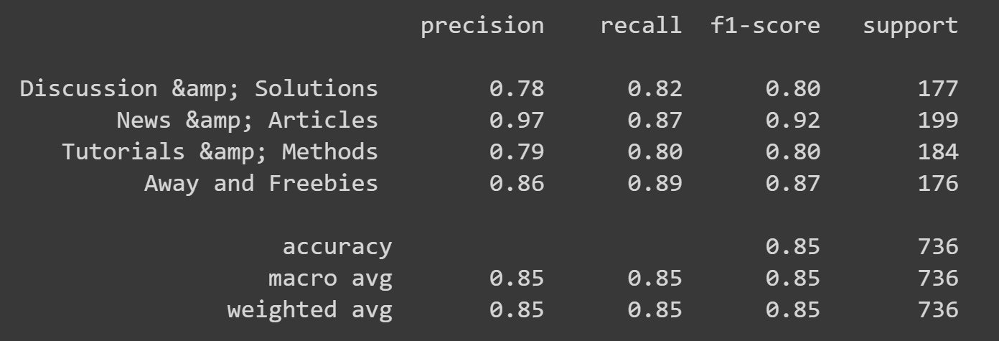 precision recall f1-score support
Discussion &amp; Solutions 0.78 0.82 0.80 177
News &amp; Articles 0.97 0.87 0.92 199
Tutorials &amp; Methods 0.79 0.80 0.80 184
Away and Freebies 0.86 0.89 0.87 176
accuracy 0.85 736
macro avg 0.85 0.85 0.85 736
weighted avg 0.85 0.85 0.85 736